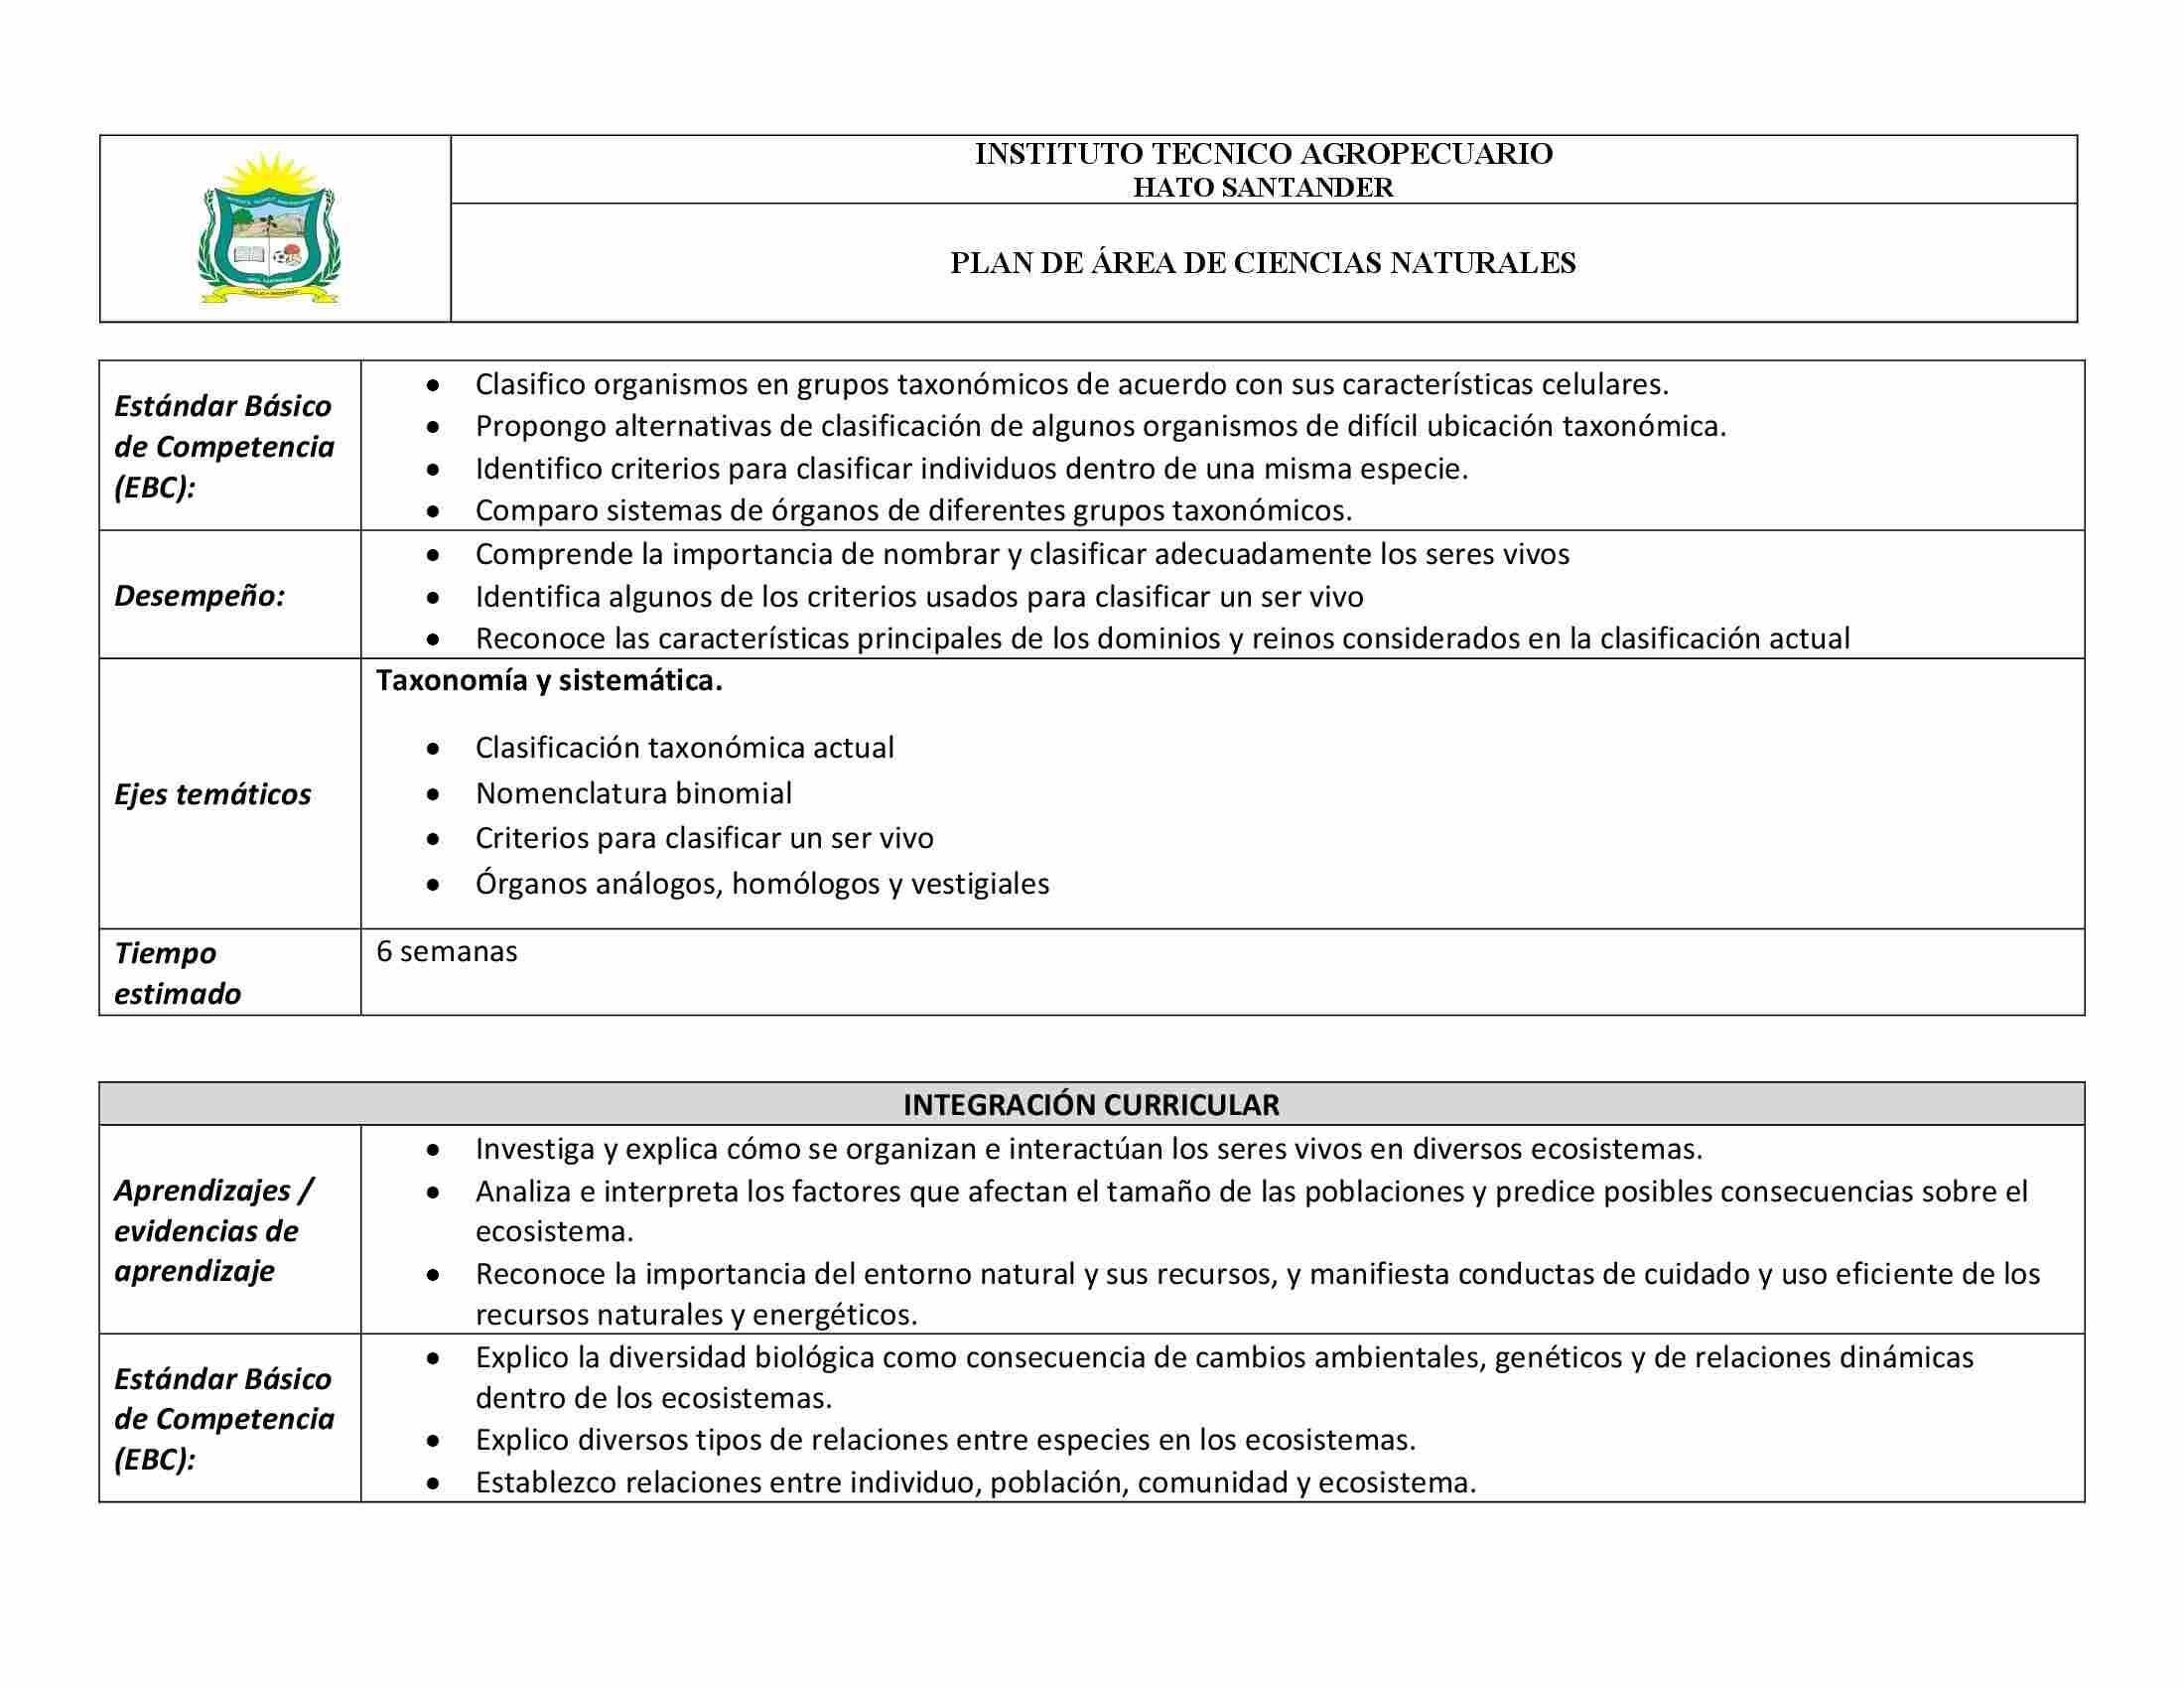 INSTITUTO TECNICO AGROPECUARIO
HATO SANTANDER
PLAN DE ÁREA DE CIENCIAS NATURALES
Estándar Básico
de Competencia
(EBC):
• Clasifico organismos en grupos taxonómicos de acuerdo con sus características celulares.
• Propongo alternativas de clasificación de algunos organismos de difícil ubicación taxonómica.
• Identifico criterios para clasificar individuos dentro de una misma especie.
• Comparo sistemas de órganos de diferentes grupos taxonómicos.
Desempeño:
• Comprende la importancia de nombrar y clasificar adecuadamente los seres vivos
• Identifica algunos de los criterios usados para clasificar un ser vivo
• Reconoce las características principales de los dominios y reinos considerados en la clasificación actual
Ejes temáticos
Taxonomía y sistemática.
• Clasificación taxonómica actual
• Nomenclatura binomial
• Criterios para clasificar un ser vivo
• Órganos análogos, homólogos y vestigiales
Tiempo
estimado
6 semanas
INTEGRACIÓN CURRICULAR
Aprendizajes /
evidencias de
aprendizaje
• Investiga y explica cómo se organizan e interactúan los seres vivos en diversos ecosistemas.
• Analiza e interpreta los factores que afectan el tamaño de las poblaciones y predice posibles consecuencias sobre el
ecosistema.
• Reconoce la importancia del entorno natural y sus recursos, y manifiesta conductas de cuidado y uso eficiente de los
recursos naturales y energéticos.
Estándar Básico
de Competencia
(EBC):
• Explico la diversidad biológica como consecuencia de cambios ambientales, genéticos y de relaciones dinámicas
dentro de los ecosistemas.
• Explico diversos tipos de relaciones entre especies en los ecosistemas.
• Establezco relaciones entre individuo, población, comunidad y ecosistema.